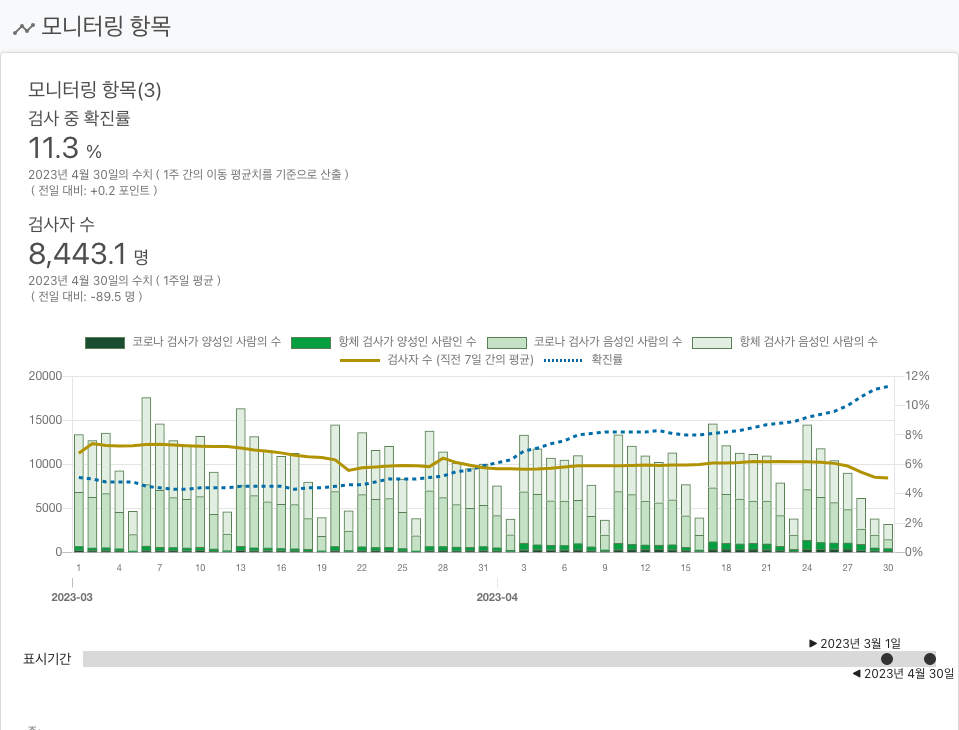 모니터링 항목
모니터링 항목(3)
검사 중 확진률
11.3 %
2023년 4월 30일의 수치 ( 1주 간의 이동 평균치를 기준으로 산출 )
( 전일 대비: +0.2 포인트 )
검사자 수
8,443.1 명
2023년 4월 30일의 수치 ( 1주일 평균 )
( 전일 대비: -89.5 명 )
코로나 검사가 양성인 사람의 수 항체 검사가 양성인 사람인 수 코로나 검사가 음성인 사람의 수 항체 검사가 음성인 사람의 수
검사자 수 (직전 7일 간의 평균) 확진률
20000 12%
10%
15000
8%
10000 6%
4%
5000
2%
0 0%
1 4 7 10 13 16 19 22 25 28 31 3 6 9 12 15 18 21 24 27 30
2023-03 2023-04
▶ 2023년 3월 1일
표시기간
◀ 2023년 4월 30일